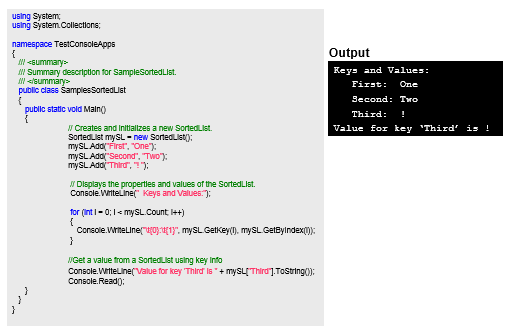 using System;
using System.Collections;
namespace TestConsoleApps
{
/// <summary>
/// Summary description for SampleSortedList.
/// </summary>
public class SamplesSortedList
{
public static void Main()
{
// Creates and initializes a new SortedList.
SortedList mySL = new SortedList();
mySL.Add("First", "One");
mySL.Add("Second", "Two");
mySL.Add("Third", "! ");
// Displays the properties and values of the SortedList.
Console.WriteLine(" Keys and Values:");
for (int i = 0; i < mySL.Count; i++)
{
Console.WriteLine("\t{0}:\t{1}", mySL.GetKey(i), mySL.GetByIndex(i));
}
//Get a value from a SortedList using key info
Console.WriteLine("Value for key 'Third' is " + mySL["Third"].ToString());
Console.Read();
}
}
}
Output
Keys and Values:
First: One
Second: Two
Third: !
Value for key ‘Third’ is !